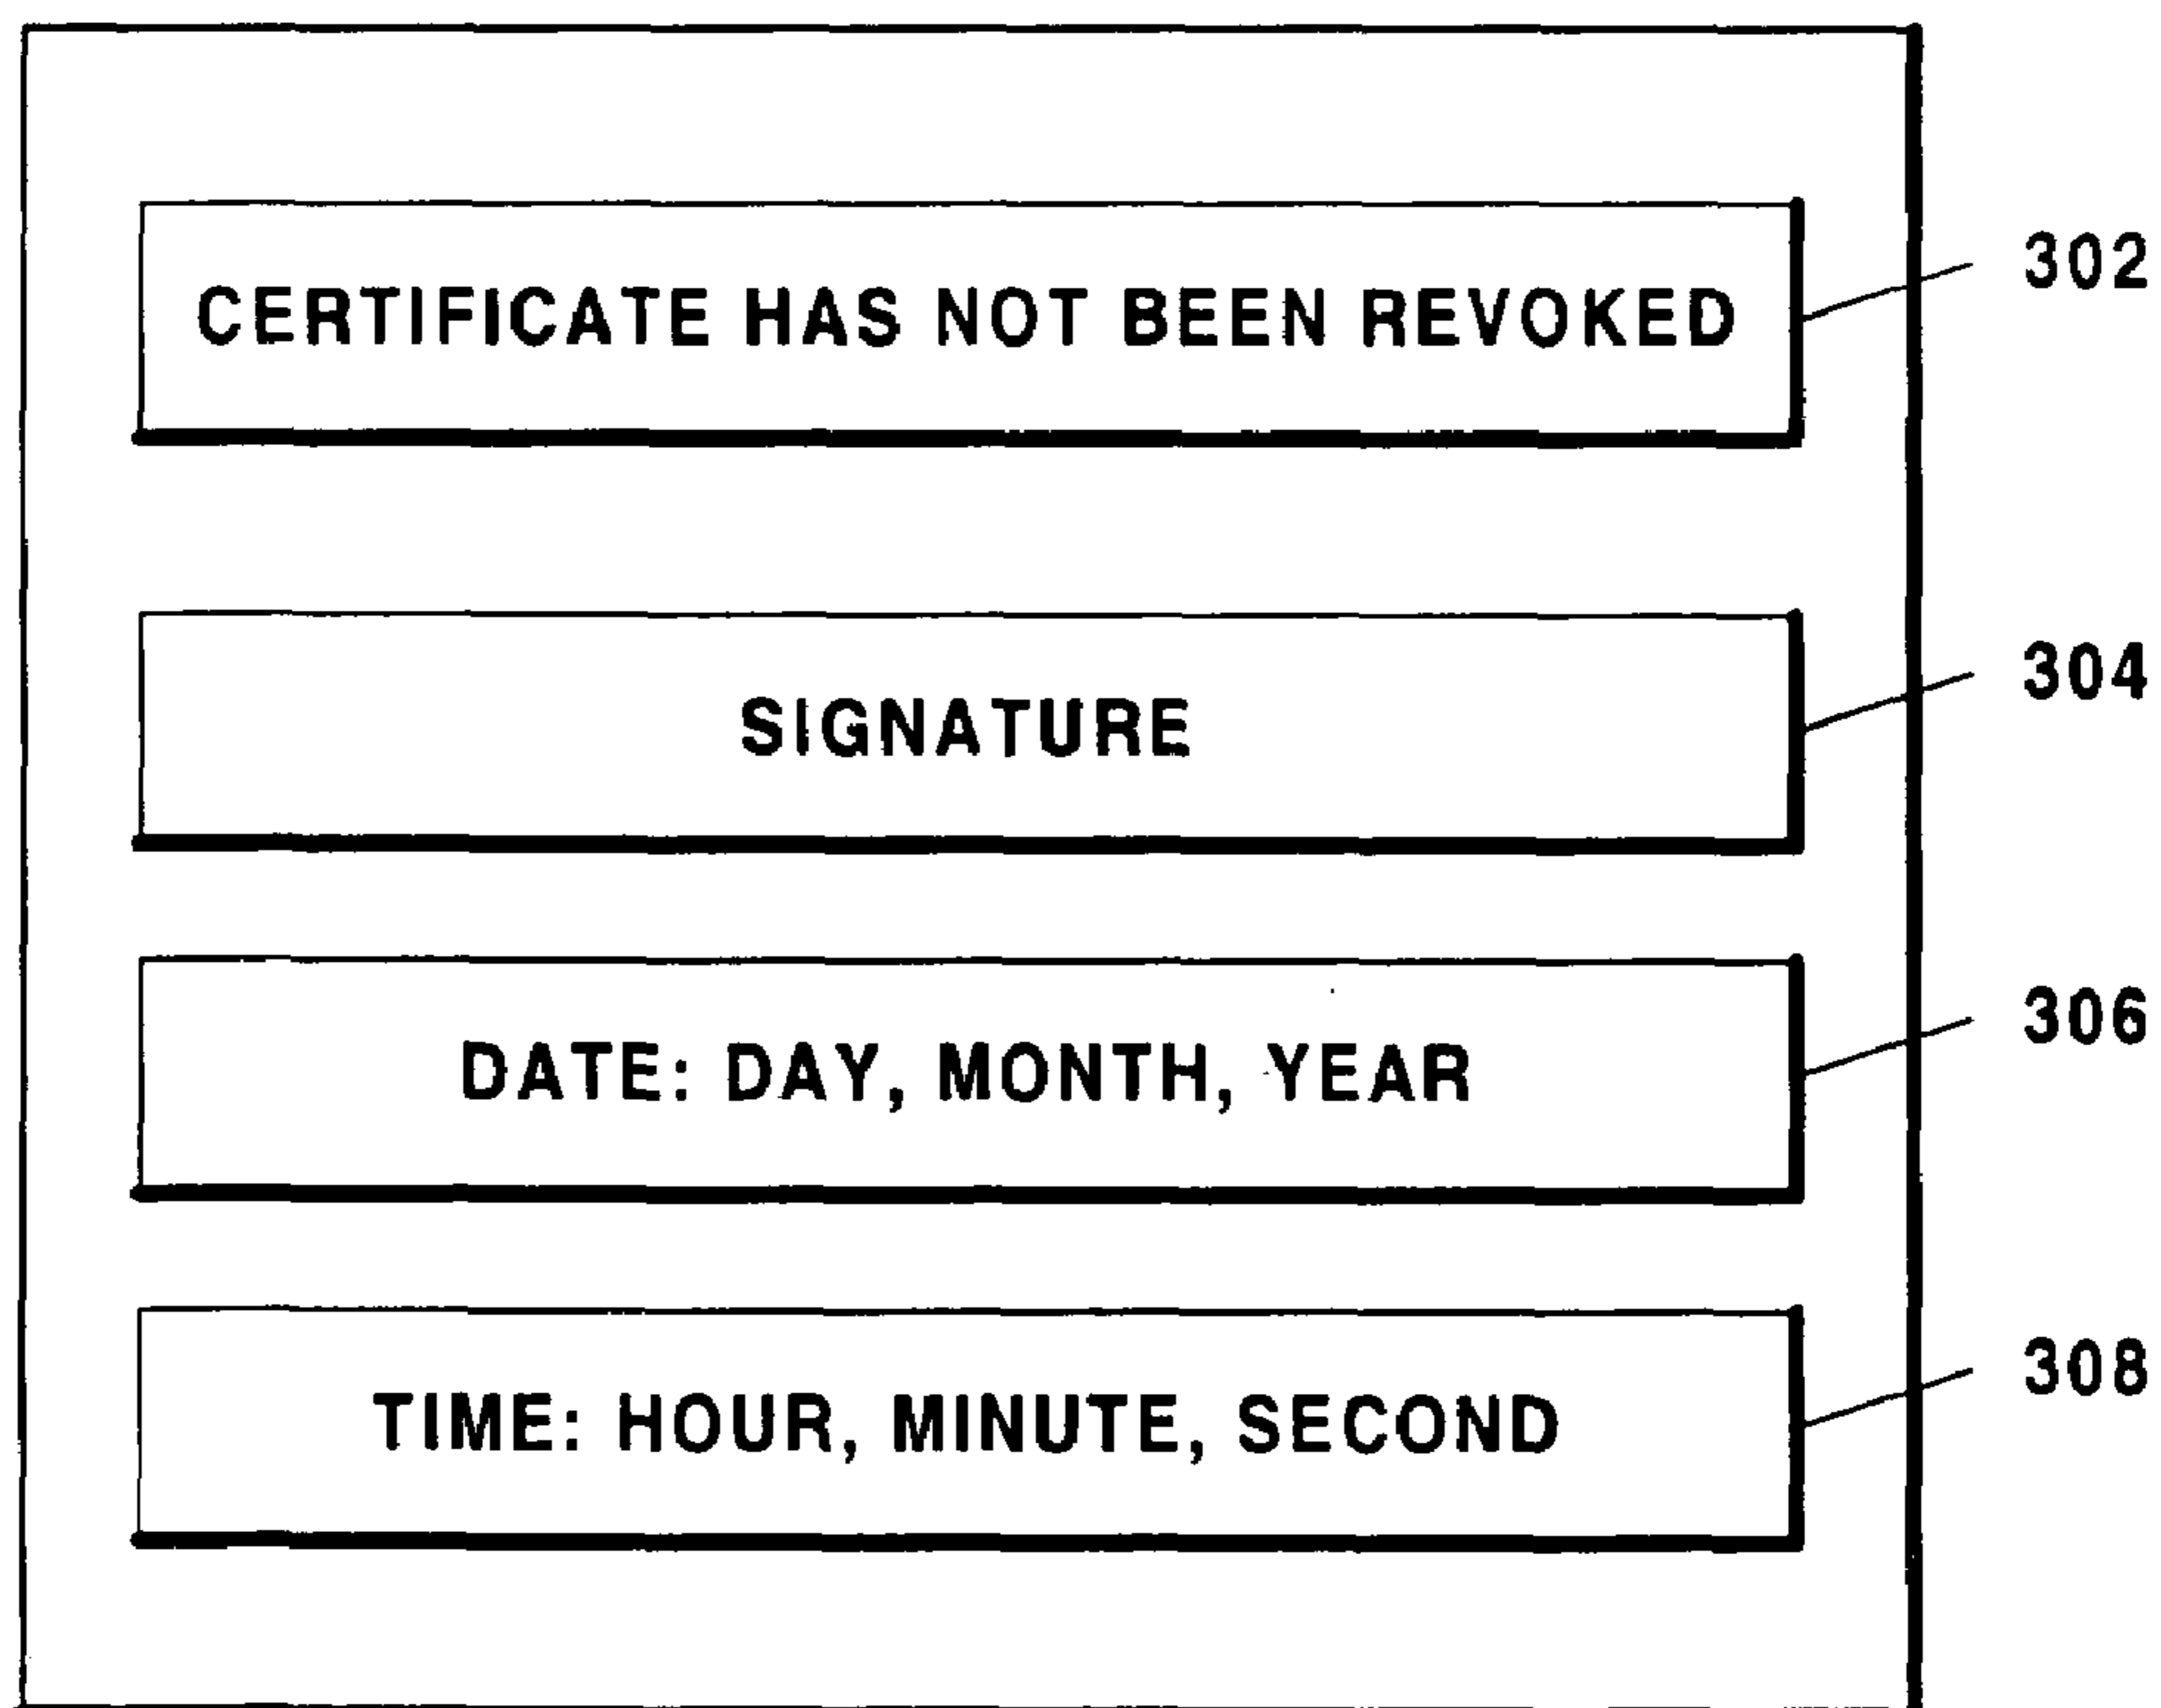 302
CERTIFICATE HAS NOT BEEN REVOKED
304
SIGNATURE
306
DATE: DAY, MONTH, YEAR
308
TIME: HOUR, MINUTE, SECOND